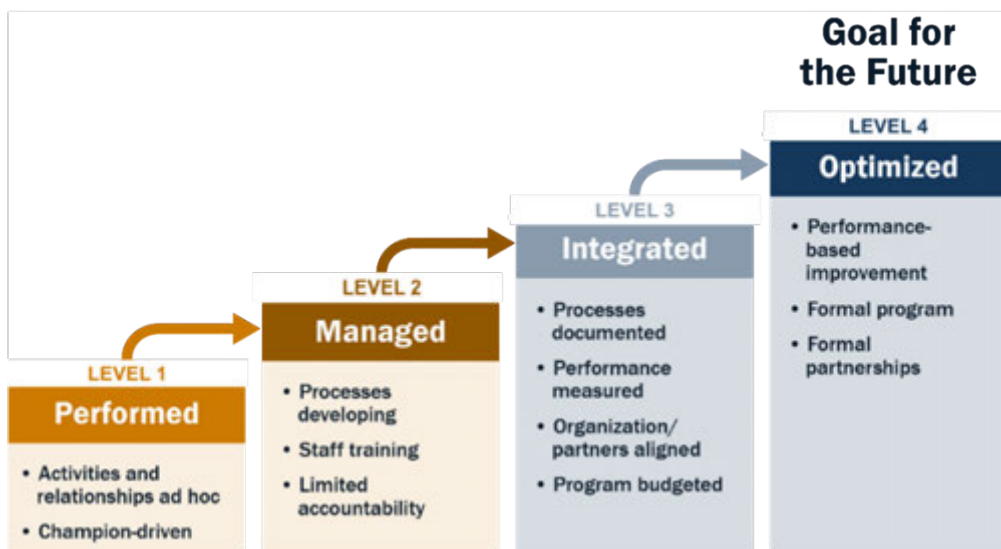 Goal for
the Future
LEVEL 4
Optimized
• Performance-
based
improvement
• Formal program
• Formal
partnerships
LEVEL 3
Integrated
• Processes
documented
• Performance
measured
• Organization/
partners aligned
• Program budgeted
LEVEL 2
Managed
• Processes
developing
• Staff training
• Limited
accountability
LEVEL 1
Performed
• Activities and
relationships ad hoc
• Champion-driven